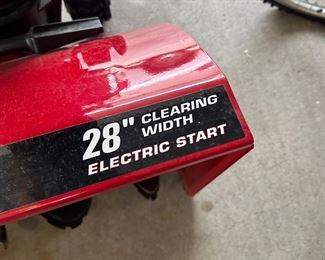 28" CLEARING WIDTH
ELECTRIC START